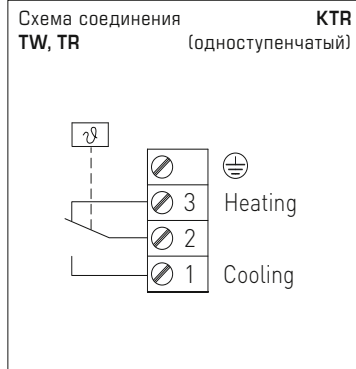 Схема соединения KTR
TW, TR (одноступенчатый)
ϑ
3 Heating
2
1 Cooling